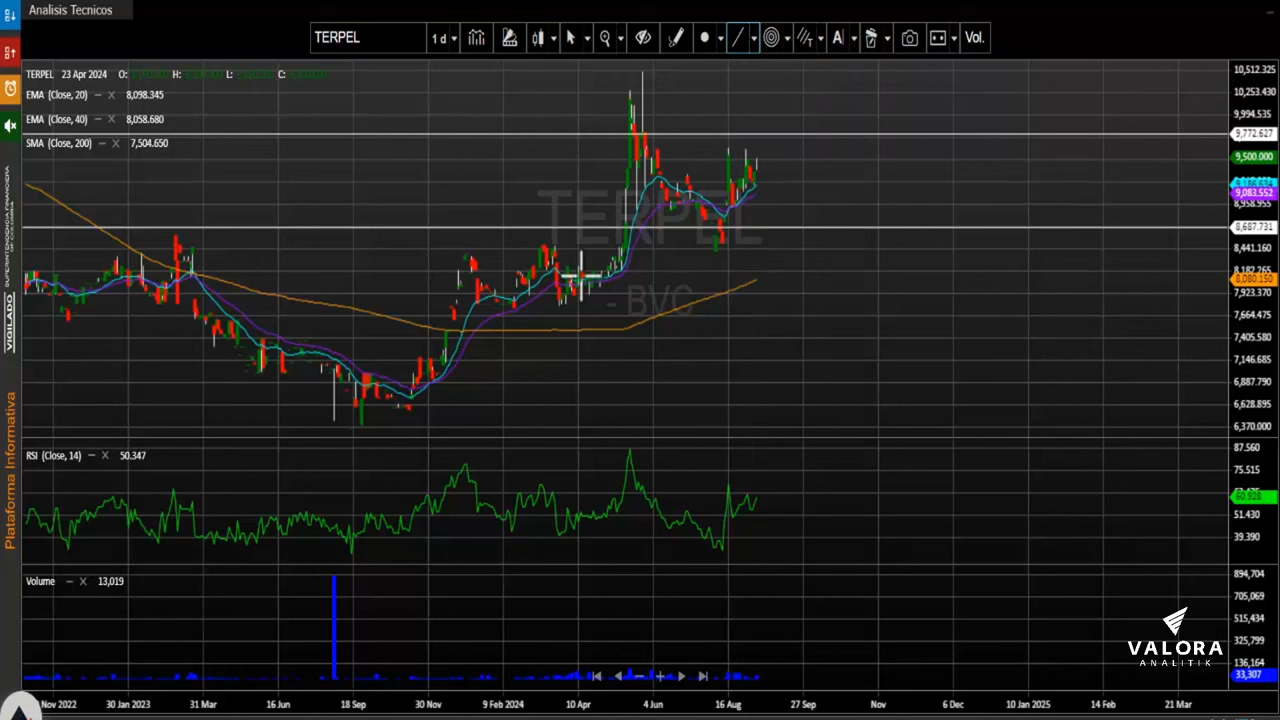 Analisis Tecnicos
TERPEL 1 d Vol.
TERPEL 23 Apr 2024 O: H: L: C:
EMA (Close, 20) 8,098.345
EMA (Close, 40) 8,058.680
SMA (Close, 200) 7,504.650
TERPEL
- BVC
10,512.325
10,253.430
9,994.535
9,772.627
9,500.000
9,083.552
8,958.955
8,687.731
8,441.160
8,182.265
8,080.150
7,923.370
7,664.475
7,405.580
7,146.685
6,887.790
6,628.895
6,370.000
RSI (Close, 14) 50.347
87.560
75.515
60.928
51.430
39.390
Volume 13,019
894,704
705,069
515,434
325,799
136,164
33,307
Nov 2022 30 Jan 2023 31 Mar 16 Jun 18 Sep 30 Nov 9 Feb 2024 10 Apr 4 Jun 16 Aug 27 Sep Nov 6 Dec 10 Jan 2025 14 Feb 21 Mar
VIGILADO SUPERINTENDENCIA FINANCIERA
DE COLOMBIA
Plataforma Informativa
VALORA
ANALITIK